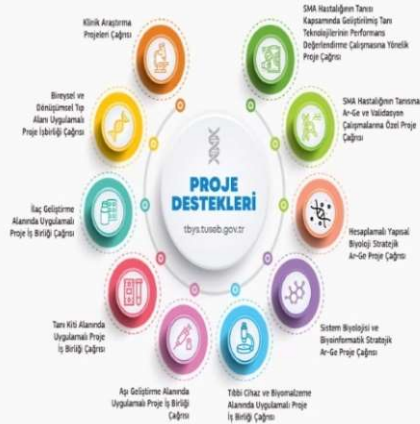 PROJE
DESTEKLERİ
tbys.tuseb.gov.tr
SMA Hastalığının Tanısı
Kapsamında Geliştirilmiş Tanı
Teknolojilerinin Performans
Değerlendirme Çalışmasına Yönelik
Proje Çağrısı
SMA Hastalığının Tanısına
Ar-Ge ve Validasyon
Çalışmalarına Özel Proje
Çağrısı
Hesaplamalı Yapısal
Biyoloji Stratejik
Ar-Ge Proje Çağrısı
Sistem Biyolojisi ve
Biyoinformatik Stratejik
Ar-Ge Proje Çağrısı
Tıbbi Cihaz ve Biyomalzeme
Alanında Uygulamalı Proje
İş Birliği Çağrısı
Aşı Geliştirme Alanında
Uygulamalı Proje İş Birliği
Çağrısı
Tanı Kiti Alanında
Uygulamalı Proje
İş Birliği Çağrısı
İlaç Geliştirme
Alanında Uygulamalı
Proje İş Birliği Çağrısı
Bireysel ve
Dönüşümsel Tıp
Alanı Uygulamalı
Proje İşbirliği Çağrısı
Klinik Araştırma
Projeleri Çağrısı